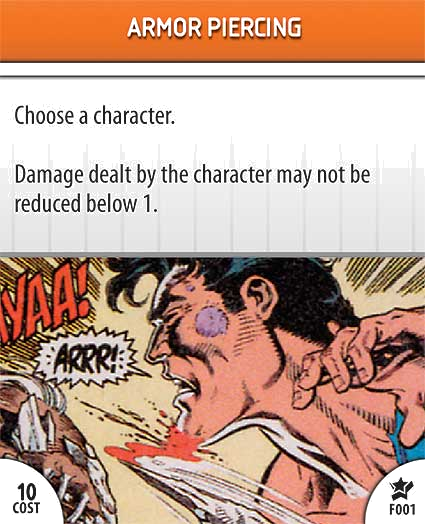 ARMOR PIERCING
Choose a character.
Damage dealt by the character may not be
reduced below 1.
YAA!
ARRR!
10
COST
F001